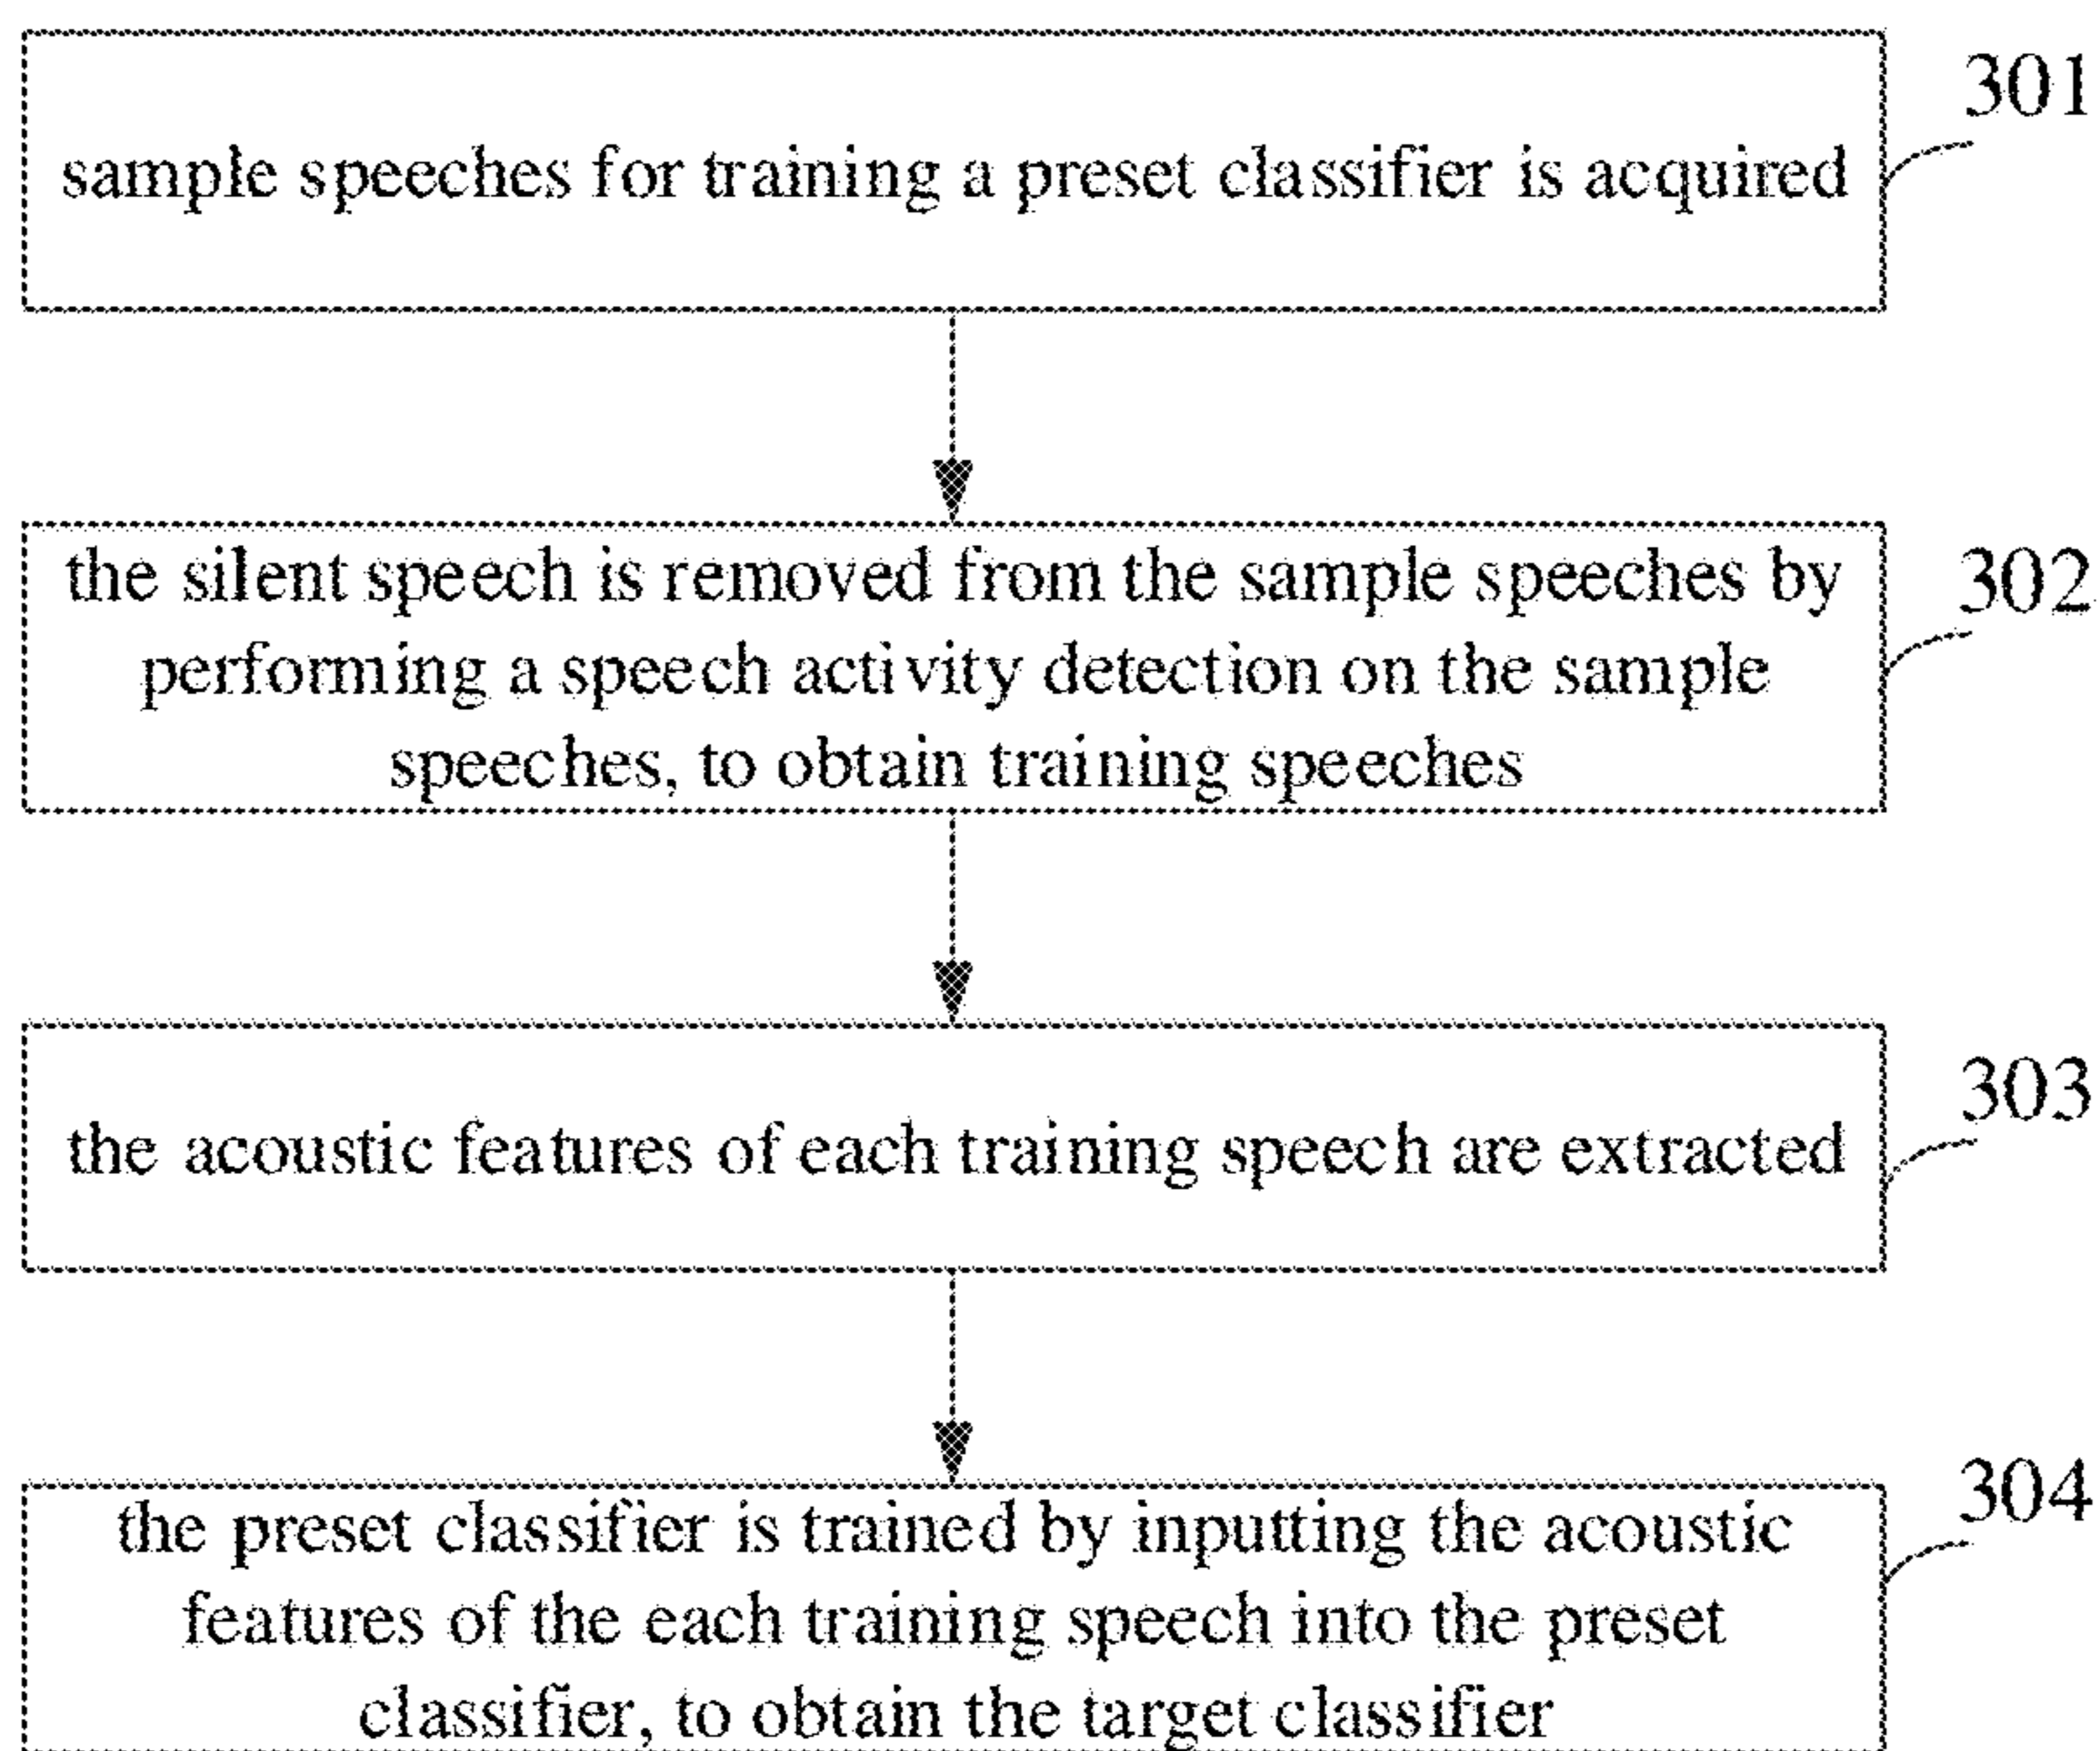 301
sample speeches for training a preset classifier is acquired
302
the silent speech is removed from the sample speeches by
performing a speech activity detection on the sample
speeches, to obtain training speeches
303
the acoustic features of each training speech are extracted
304
the preset classifier is trained by inputting the acoustic
features of the each training speech into the preset
classifier, to obtain the target classifier